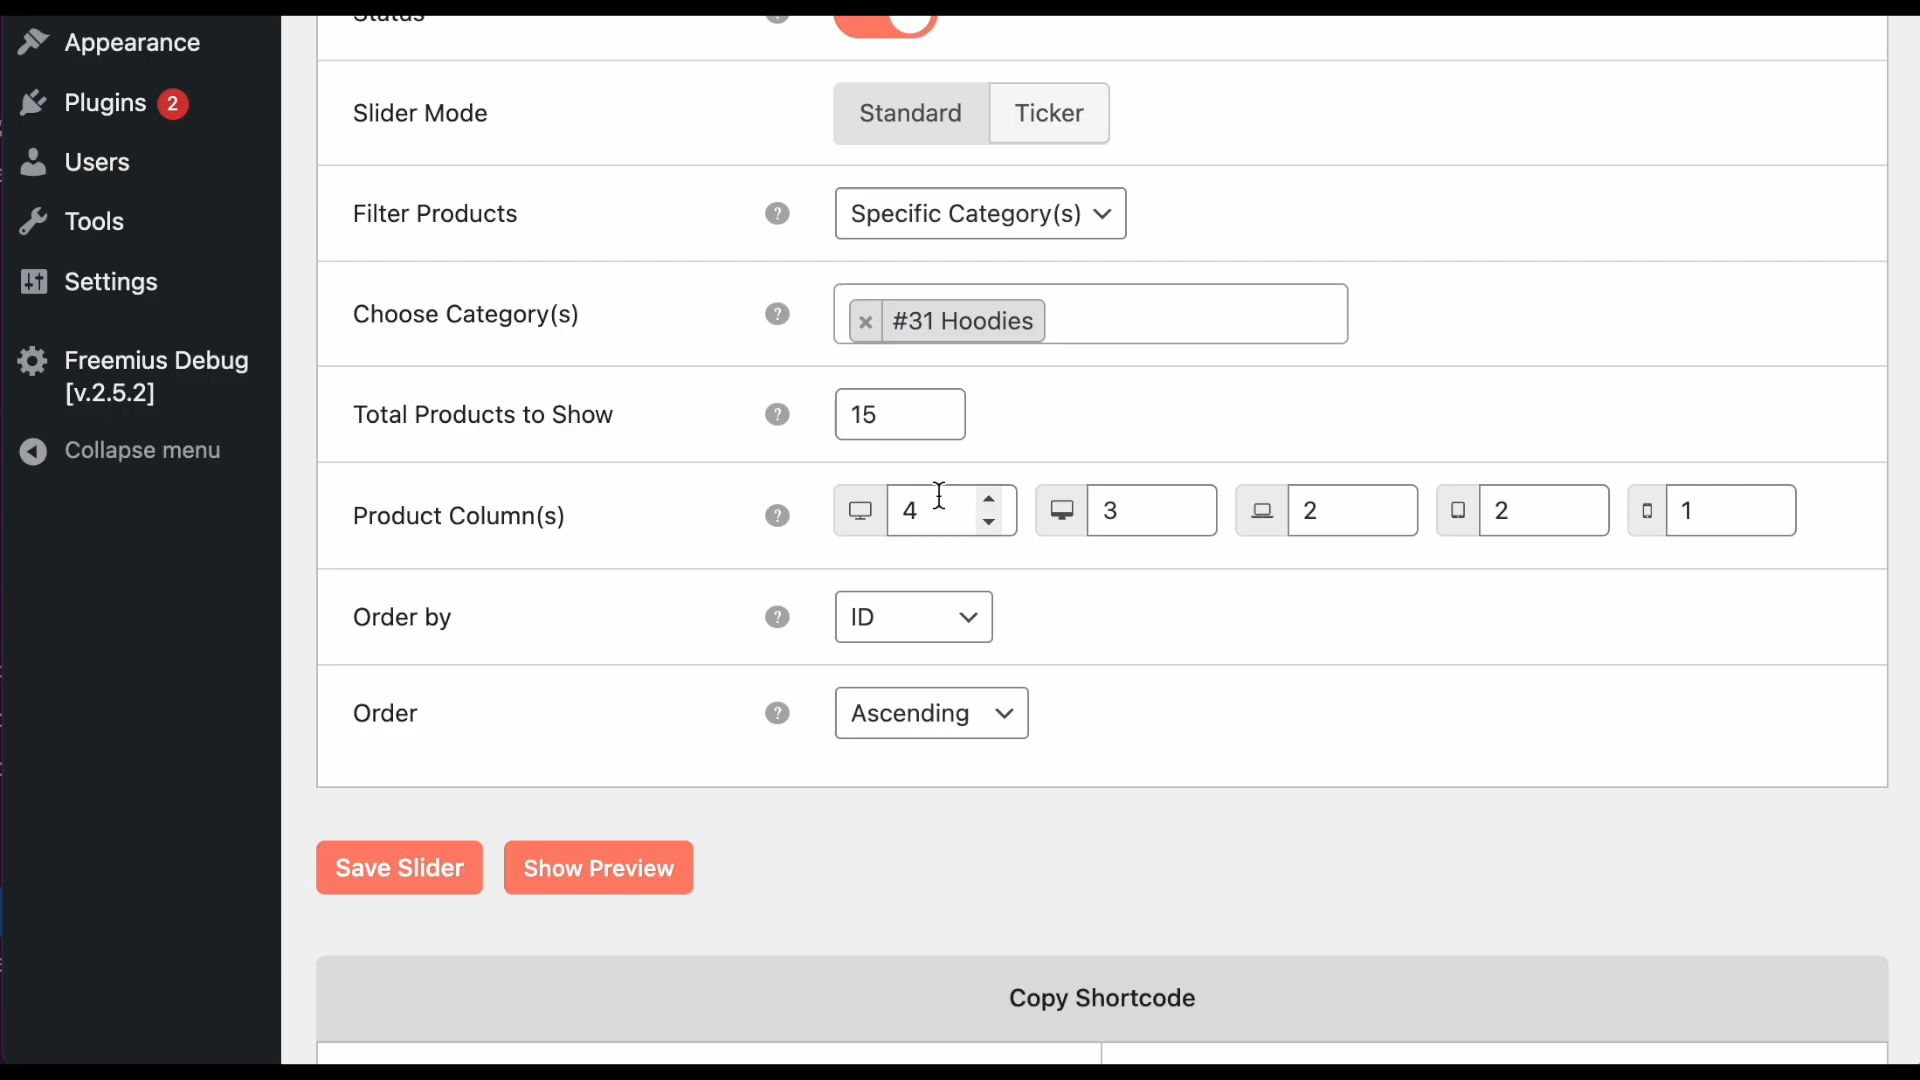 Appearance
Plugins 2
Users
Tools
Settings
Freemius Debug
[v.2.5.2]
Collapse menu
Status ?
Slider Mode Standard Ticker
Filter Products ? Specific Category(s)
Choose Category(s) ? × #31 Hoodies
Total Products to Show ? 15
Product Column(s) ? 4 3 2 2 1
Order by ? ID
Order ? Ascending
Save Slider Show Preview
Copy Shortcode